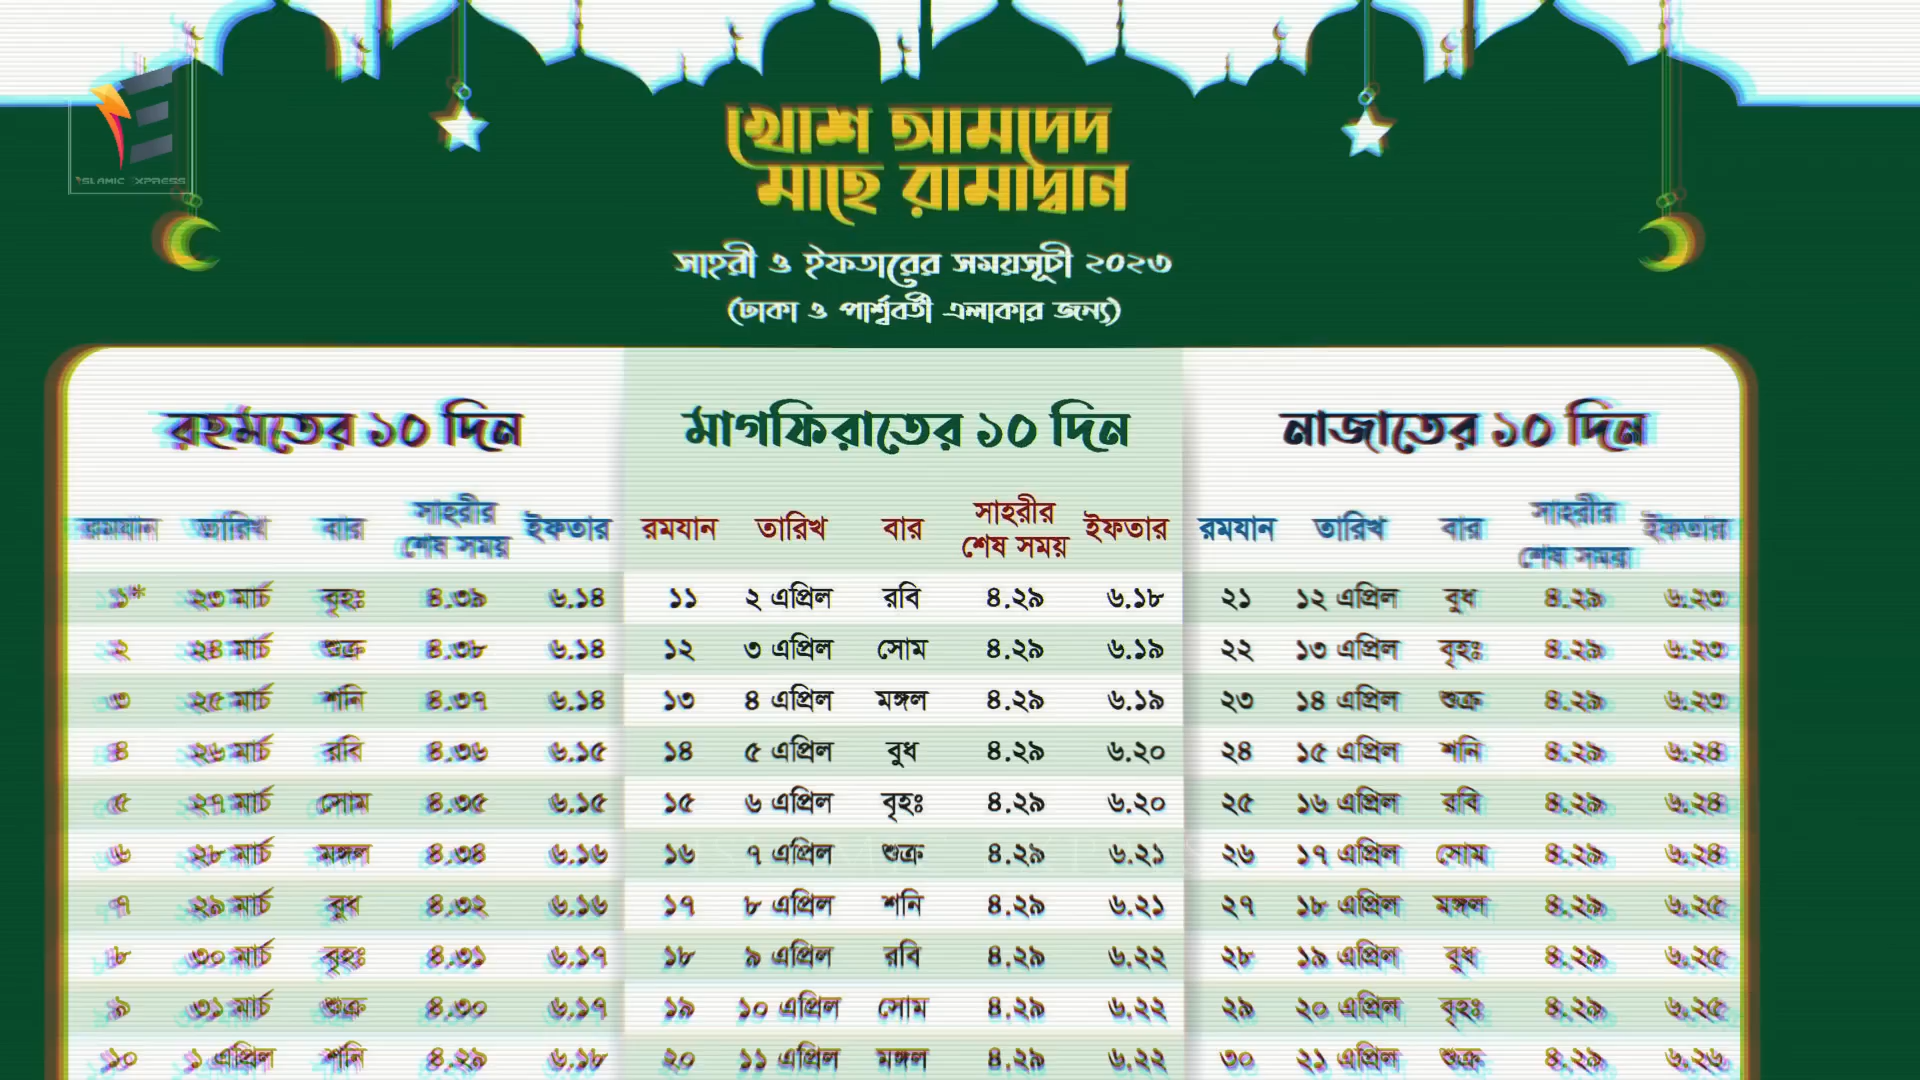 ISLAMIC EXPRESS
খোশ আমদেদ
মাহে রামাদ্বান
সাহরী ও ইফতারের সময়সূচী ২০২৩
(ঢাকা ও পার্শ্ববর্তী এলাকার জন্য)
রহমতের ১০ দিন
রমযান তারিখ বার সাহরীর শেষ সময় ইফতার
১* ২৩ মার্চ বৃহঃ ৪.৩৯ ৬.১৪
২ ২৪ মার্চ শুক্র ৪.৩৮ ৬.১৪
৩ ২৫ মার্চ শনি ৪.৩৭ ৬.১৪
৪ ২৬ মার্চ রবি ৪.৩৬ ৬.১৫
৫ ২৭ মার্চ সোম ৪.৩৫ ৬.১৫
৬ ২৮ মার্চ মঙ্গল ৪.৩৪ ৬.১৬
৭ ২৯ মার্চ বুধ ৪.৩২ ৬.১৬
৮ ৩০ মার্চ বৃহঃ ৪.৩১ ৬.১৭
৯ ৩১ মার্চ শুক্র ৪.৩০ ৬.১৭
১০ ১ এপ্রিল শনি ৪.২৯ ৬.১৮
মাগফিরাতের ১০ দিন
রমযান তারিখ বার সাহরীর শেষ সময় ইফতার
১১ ২ এপ্রিল রবি ৪.২৯ ৬.১৮
১২ ৩ এপ্রিল সোম ৪.২৯ ৬.১৯
১৩ ৪ এপ্রিল মঙ্গল ৪.২৯ ৬.১৯
১৪ ৫ এপ্রিল বুধ ৪.২৯ ৬.২০
১৫ ৬ এপ্রিল বৃহঃ ৪.২৯ ৬.২০
১৬ ৭ এপ্রিল শুক্র ৪.২৯ ৬.২১
১৭ ৮ এপ্রিল শনি ৪.২৯ ৬.২১
১৮ ৯ এপ্রিল রবি ৪.২৯ ৬.২২
১৯ ১০ এপ্রিল সোম ৪.২৯ ৬.২২
২০ ১১ এপ্রিল মঙ্গল ৪.২৯ ৬.২২
নাজাতের ১০ দিন
রমযান তারিখ বার সাহরীর শেষ সময় ইফতার
২১ ১২ এপ্রিল বুধ ৪.২৯ ৬.২৩
২২ ১৩ এপ্রিল বৃহঃ ৪.২৯ ৬.২৩
২৩ ১৪ এপ্রিল শুক্র ৪.২৯ ৬.২৩
২৪ ১৫ এপ্রিল শনি ৪.২৯ ৬.২৪
২৫ ১৬ এপ্রিল রবি ৪.২৯ ৬.২৪
২৬ ১৭ এপ্রিল সোম ৪.২৯ ৬.২৪
২৭ ১৮ এপ্রিল মঙ্গল ৪.২৯ ৬.২৫
২৮ ১৯ এপ্রিল বুধ ৪.২৯ ৬.২৫
২৯ ২০ এপ্রিল বৃহঃ ৪.২৯ ৬.২৫
৩০ ২১ এপ্রিল শুক্র ৪.২৯ ৬.২৬